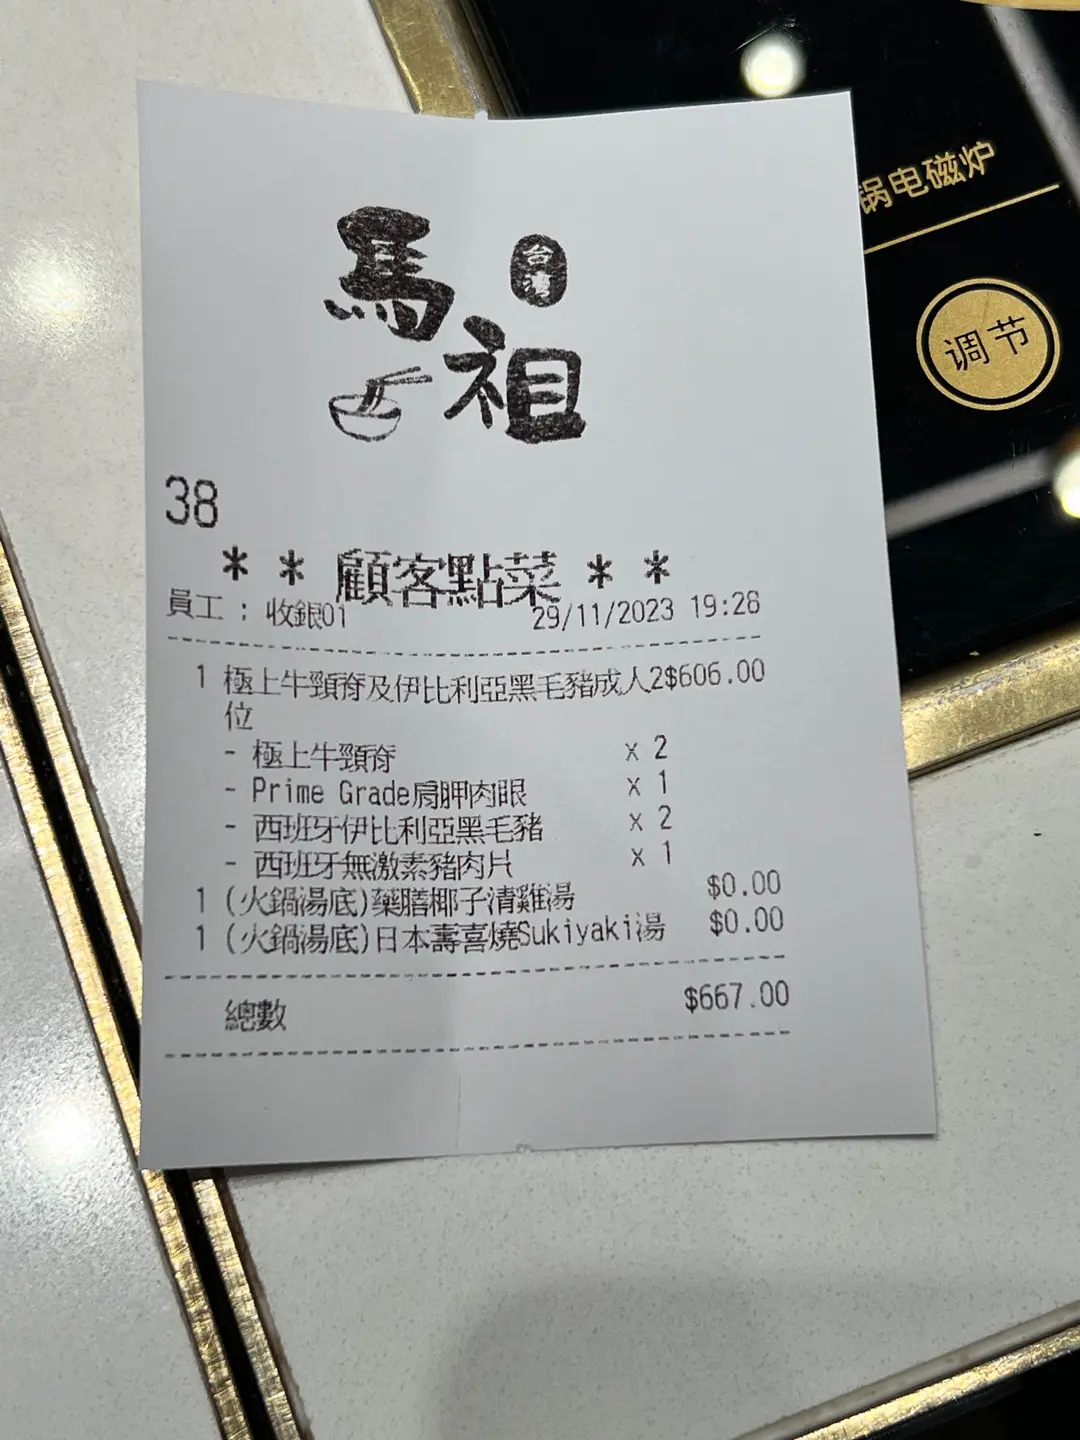 馬祖
台灣
38
** 顧客點菜 **
員工：收銀01 29/11/2023 19:28
1 極上牛頸脊及伊比利亞黑毛豬成人2$606.00
位
- 極上牛頸脊 x 2
- Prime Grade肩胛肉眼 x 1
- 西班牙伊比利亞黑毛豬 x 2
- 西班牙無激素豬肉片 x 1
1 (火鍋湯底)藥膳椰子清雞湯 $0.00
1 (火鍋湯底)日本壽喜燒Sukiyaki湯 $0.00
總數 $667.00
锅电磁炉
调节